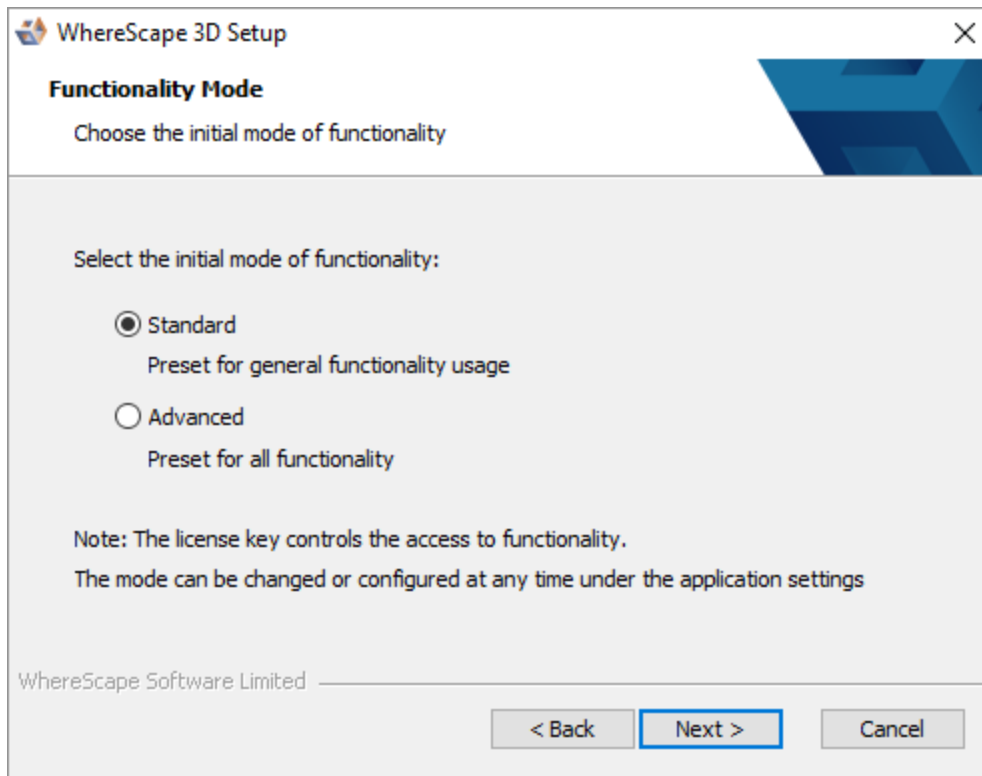 WhereScape 3D Setup
Functionality Mode
Choose the initial mode of functionality
Select the initial mode of functionality:
Standard
Preset for general functionality usage
Advanced
Preset for all functionality
Note: The license key controls the access to functionality.
The mode can be changed or configured at any time under the application settings
WhereScape Software Limited
< Back Next > Cancel